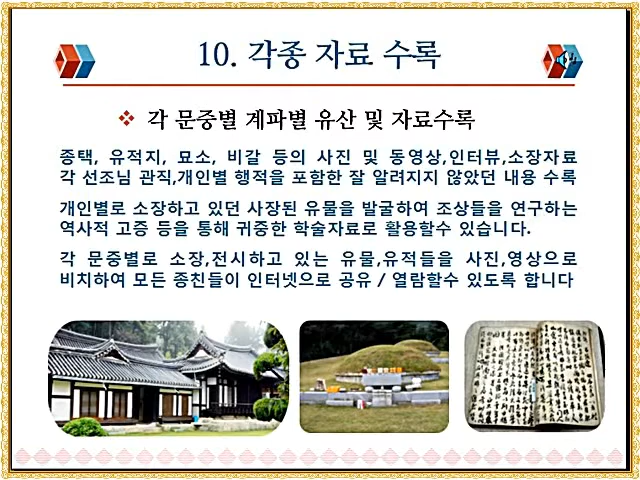 10. 각종 자료 수록
❖ 각 문중별 계파별 유산 및 자료수록
종택, 유적지, 묘소, 비갈 등의 사진 및 동영상,인터뷰,소장자료
각 선조님 관직,개인별 행적을 포함한 잘 알려지지 않았던 내용 수록
개인별로 소장하고 있던 사장된 유물을 발굴하여 조상들을 연구하는
역사적 고증 등을 통해 귀중한 학술자료로 활용할수 있습니다.
각 문중별로 소장,전시하고 있는 유물,유적들을 사진,영상으로
비치하여 모든 종친들이 인터넷으로 공유 / 열람할수 있도록 합니다